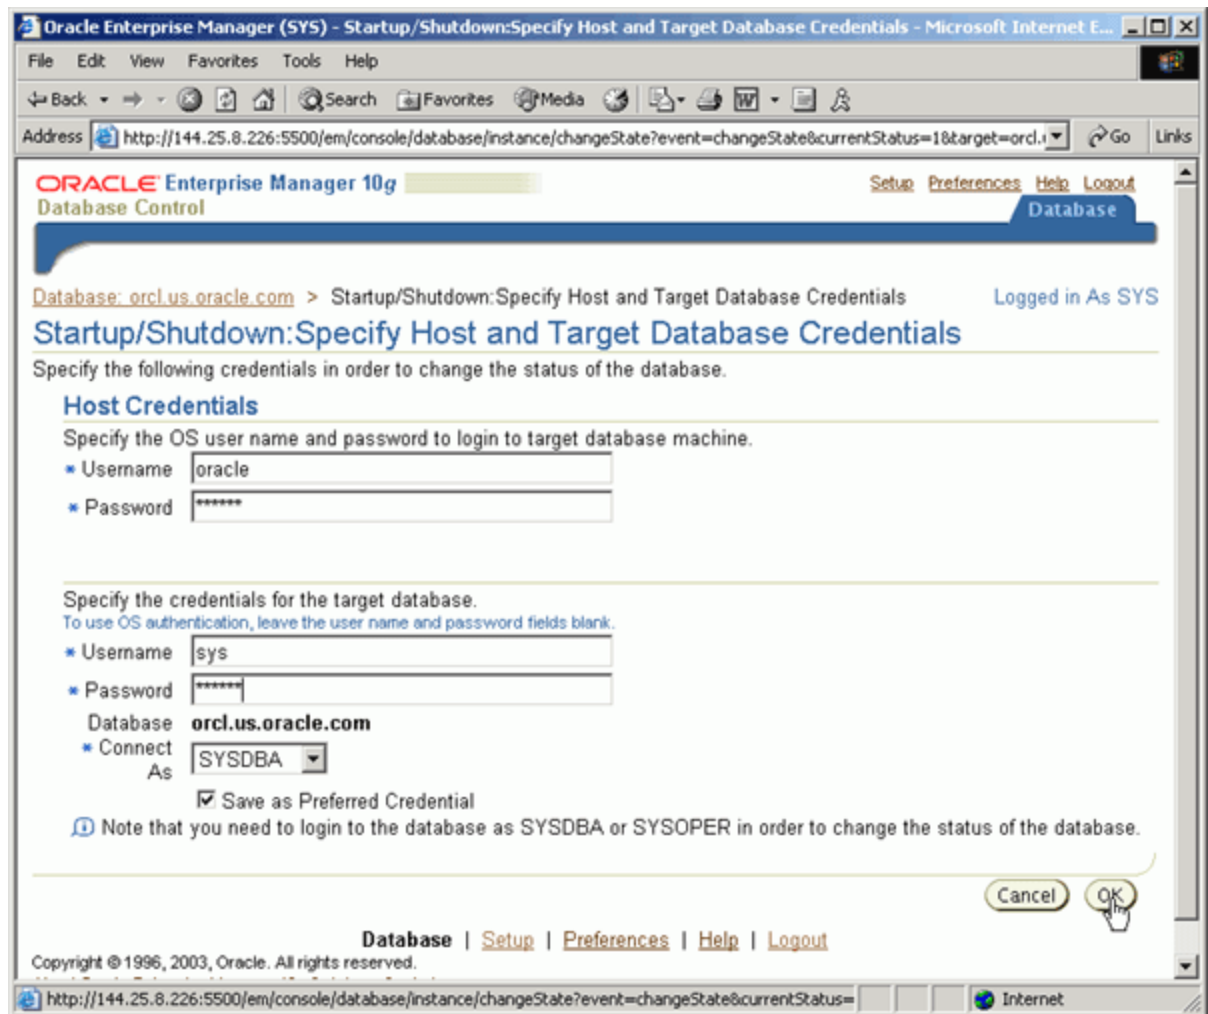 Oracle Enterprise Manager (SYS) - Startup/Shutdown:Specify Host and Target Database Credentials - Microsoft Internet E...
File Edit View Favorites Tools Help
Back Search Favorites Media
Address http://144.25.8.226:5500/em/console/database/instance/changeState?event=changeState&currentStatus=1&target=orcl. Go Links
ORACLE Enterprise Manager 10g
Setup Preferences Help Logout
Database Control
Database
Database: orcl.us.oracle.com > Startup/Shutdown:Specify Host and Target Database Credentials Logged in As SYS
Startup/Shutdown:Specify Host and Target Database Credentials
Specify the following credentials in order to change the status of the database.
Host Credentials
Specify the OS user name and password to login to target database machine.
* Username oracle
* Password ******
Specify the credentials for the target database.
To use OS authentication, leave the user name and password fields blank.
* Username sys
* Password ******
Database orcl.us.oracle.com
* Connect As SYSDBA
Save as Preferred Credential
Note that you need to login to the database as SYSDBA or SYSOPER in order to change the status of the database.
Cancel OK
Database | Setup | Preferences | Help | Logout
Copyright © 1996, 2003, Oracle. All rights reserved.
http://144.25.8.226:5500/em/console/database/instance/changeState?event=changeState&currentStatus= Internet